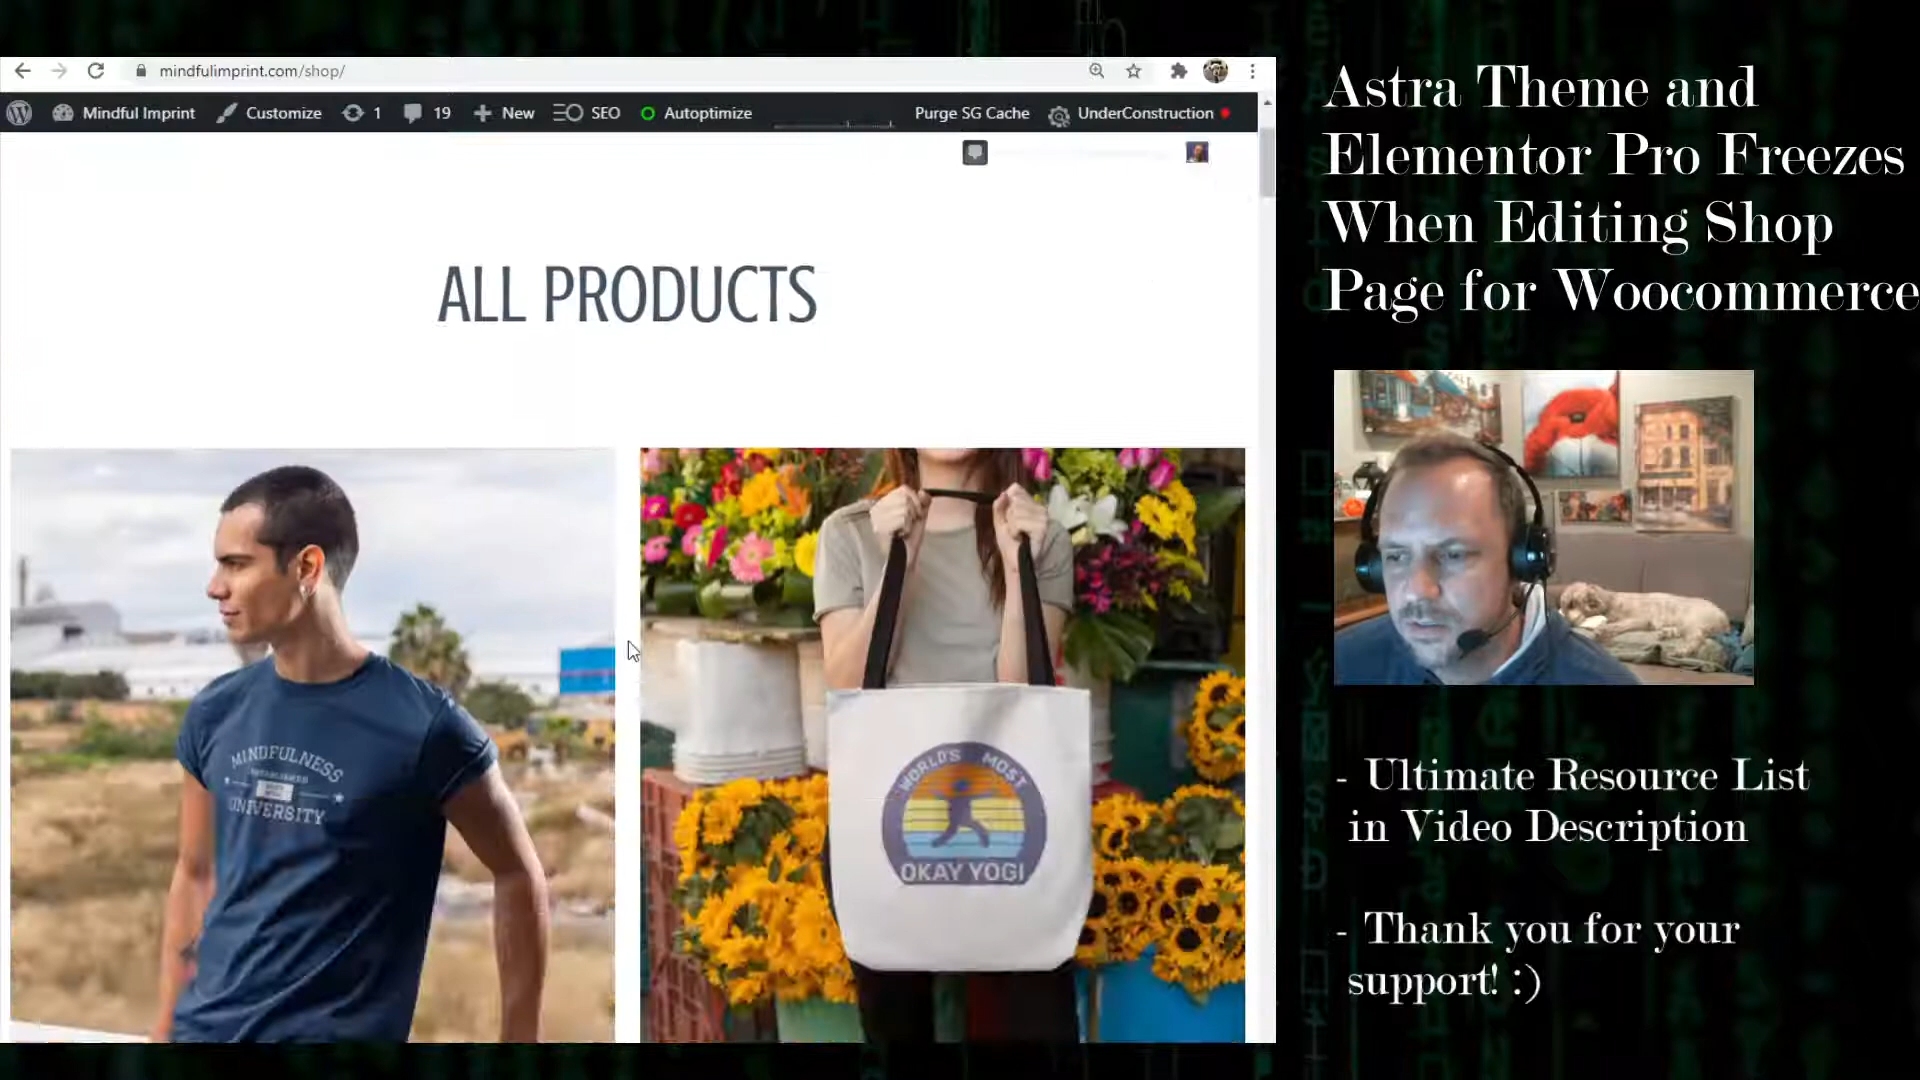 mindfulimprint.com/shop/
Mindful Imprint Customize 1 19 New SEO Autoptimize Purge SG Cache UnderConstruction
ALL PRODUCTS
MINDFULNESS
UNIVERSITY
WORLD'S MOST
OKAY YOGI
Astra Theme and
Elementor Pro Freezes
When Editing Shop
Page for Woocommerce
- Ultimate Resource List
in Video Description
- Thank you for your
support! :)